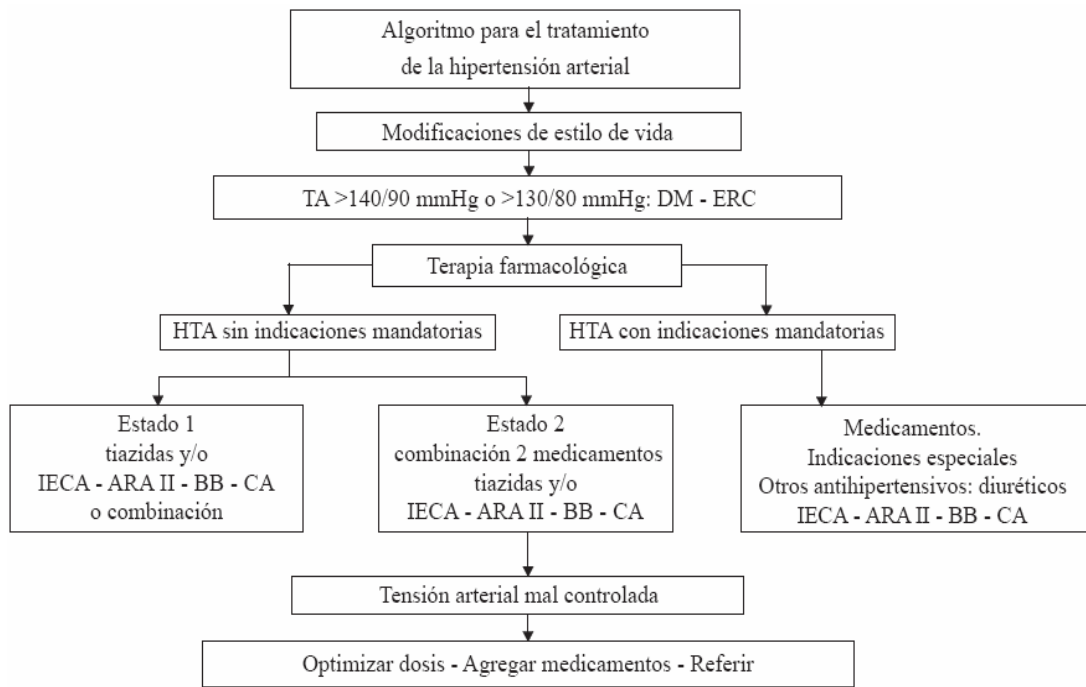 Algoritmo para el tratamiento
de la hipertensión arterial
Modificaciones de estilo de vida
TA >140/90 mmHg o >130/80 mmHg: DM - ERC
Terapia farmacológica
HTA sin indicaciones mandatorias
HTA con indicaciones mandatorias
Estado 1
tiazidas y/o
IECA - ARA II - BB - CA
o combinación
Estado 2
combinación 2 medicamentos
tiazidas y/o
IECA - ARA II - BB - CA
Medicamentos.
Indicaciones especiales
Otros antihipertensivos: diuréticos
IECA - ARA II - BB - CA
Tensión arterial mal controlada
Optimizar dosis - Agregar medicamentos - Referir